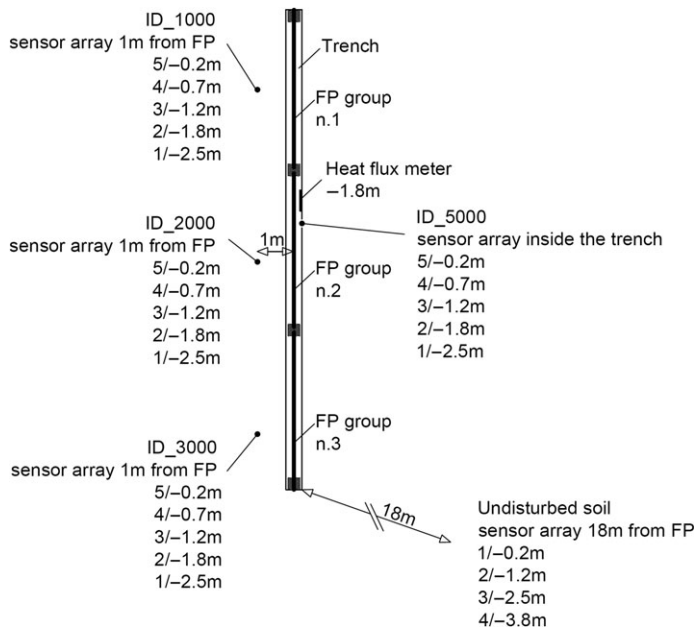 ID_1000
sensor array 1m from FP
5/–0.2m
4/–0.7m
3/–1.2m
2/–1.8m
1/–2.5m
Trench
FP group
n.1
Heat flux meter
–1.8m
ID_2000
sensor array 1m from FP
5/–0.2m
4/–0.7m
3/–1.2m
2/–1.8m
1/–2.5m
1m
ID_5000
sensor array inside the trench
5/–0.2m
4/–0.7m
3/–1.2m
2/–1.8m
1/–2.5m
FP group
n.2
ID_3000
sensor array 1m from FP
5/–0.2m
4/–0.7m
3/–1.2m
2/–1.8m
1/–2.5m
FP group
n.3
18m
Undisturbed soil
sensor array 18m from FP
1/–0.2m
2/–1.2m
3/–2.5m
4/–3.8m